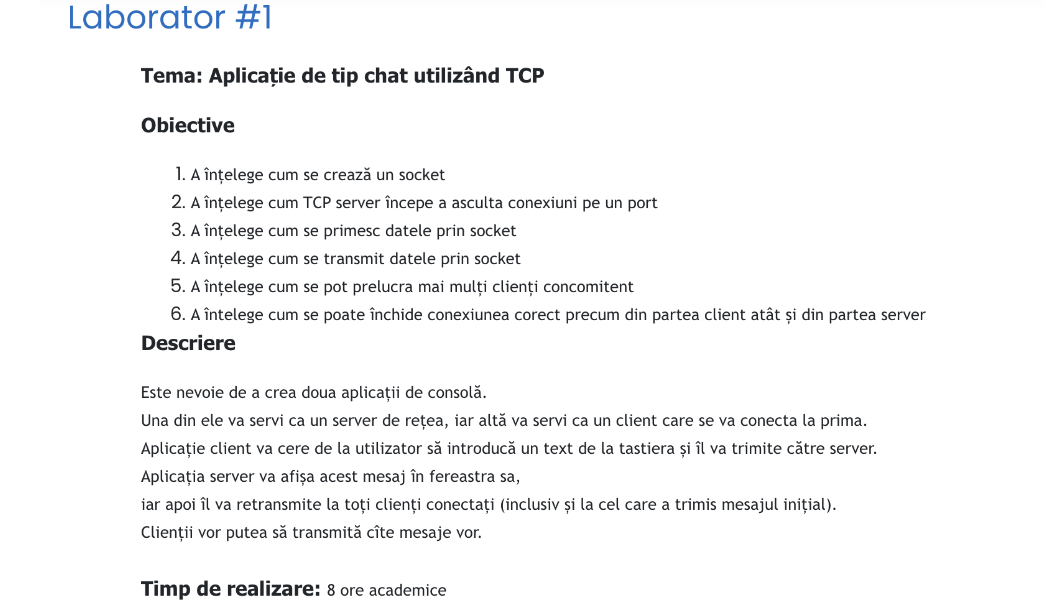 Laborator #1
Tema: Aplicație de tip chat utilizând TCP
Obiective
1. A înțelege cum se crează un socket
2. A înțelege cum TCP server începe a asculta conexiuni pe un port
3. A înțelege cum se primesc datele prin socket
4. A înțelege cum se transmit datele prin socket
5. A înțelege cum se pot prelucra mai mulți clienți concomitent
6. A întelege cum se poate închide conexiunea corect precum din partea client atât și din partea server
Descriere
Este nevoie de a crea doua aplicații de consolă.
Una din ele va servi ca un server de rețea, iar altă va servi ca un client care se va conecta la prima.
Aplicație client va cere de la utilizator să introducă un text de la tastiera și îl va trimite către server.
Aplicația server va afișa acest mesaj în fereastra sa,
iar apoi îl va retransmite la toți clienți conectați (inclusiv și la cel care a trimis mesajul inițial).
Clienții vor putea să transmită cîte mesaje vor.
Timp de realizare: 8 ore academice